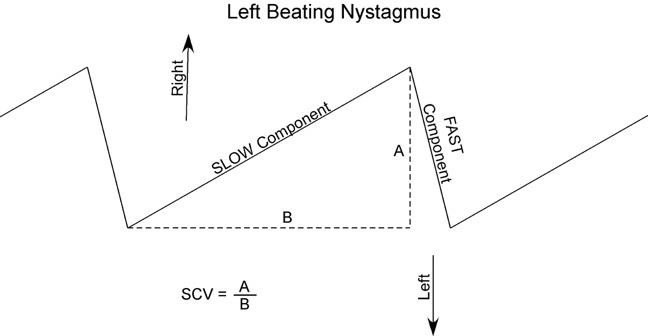 Left Beating Nystagmus
Right
SLOW Component
FAST
Component
A
B
SCV = A
B
Left